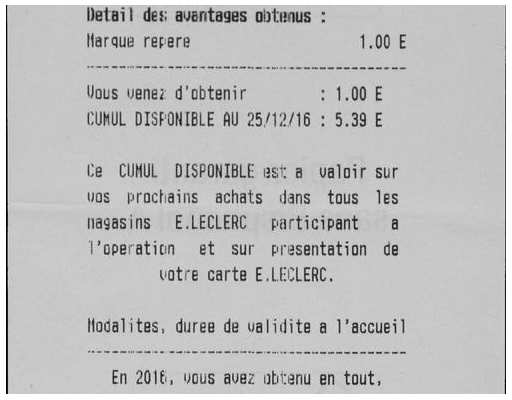 Detail des avantages obtenus :
Marque repere 1.00 E
Vous venez d'obtenir : 1.00 E
CUMUL DISPONIBLE AU 25/12/16 : 5.39 E
Ce CUMUL DISPONIBLE est a valoir sur
vos prochains achats dans tous les
magasins E.LECLERC participant a
l'operation et sur presentation de
votre carte E.LECLERC.
Modalites, duree de validite a l'accueil
En 2016, vous avez obtenu en tout,